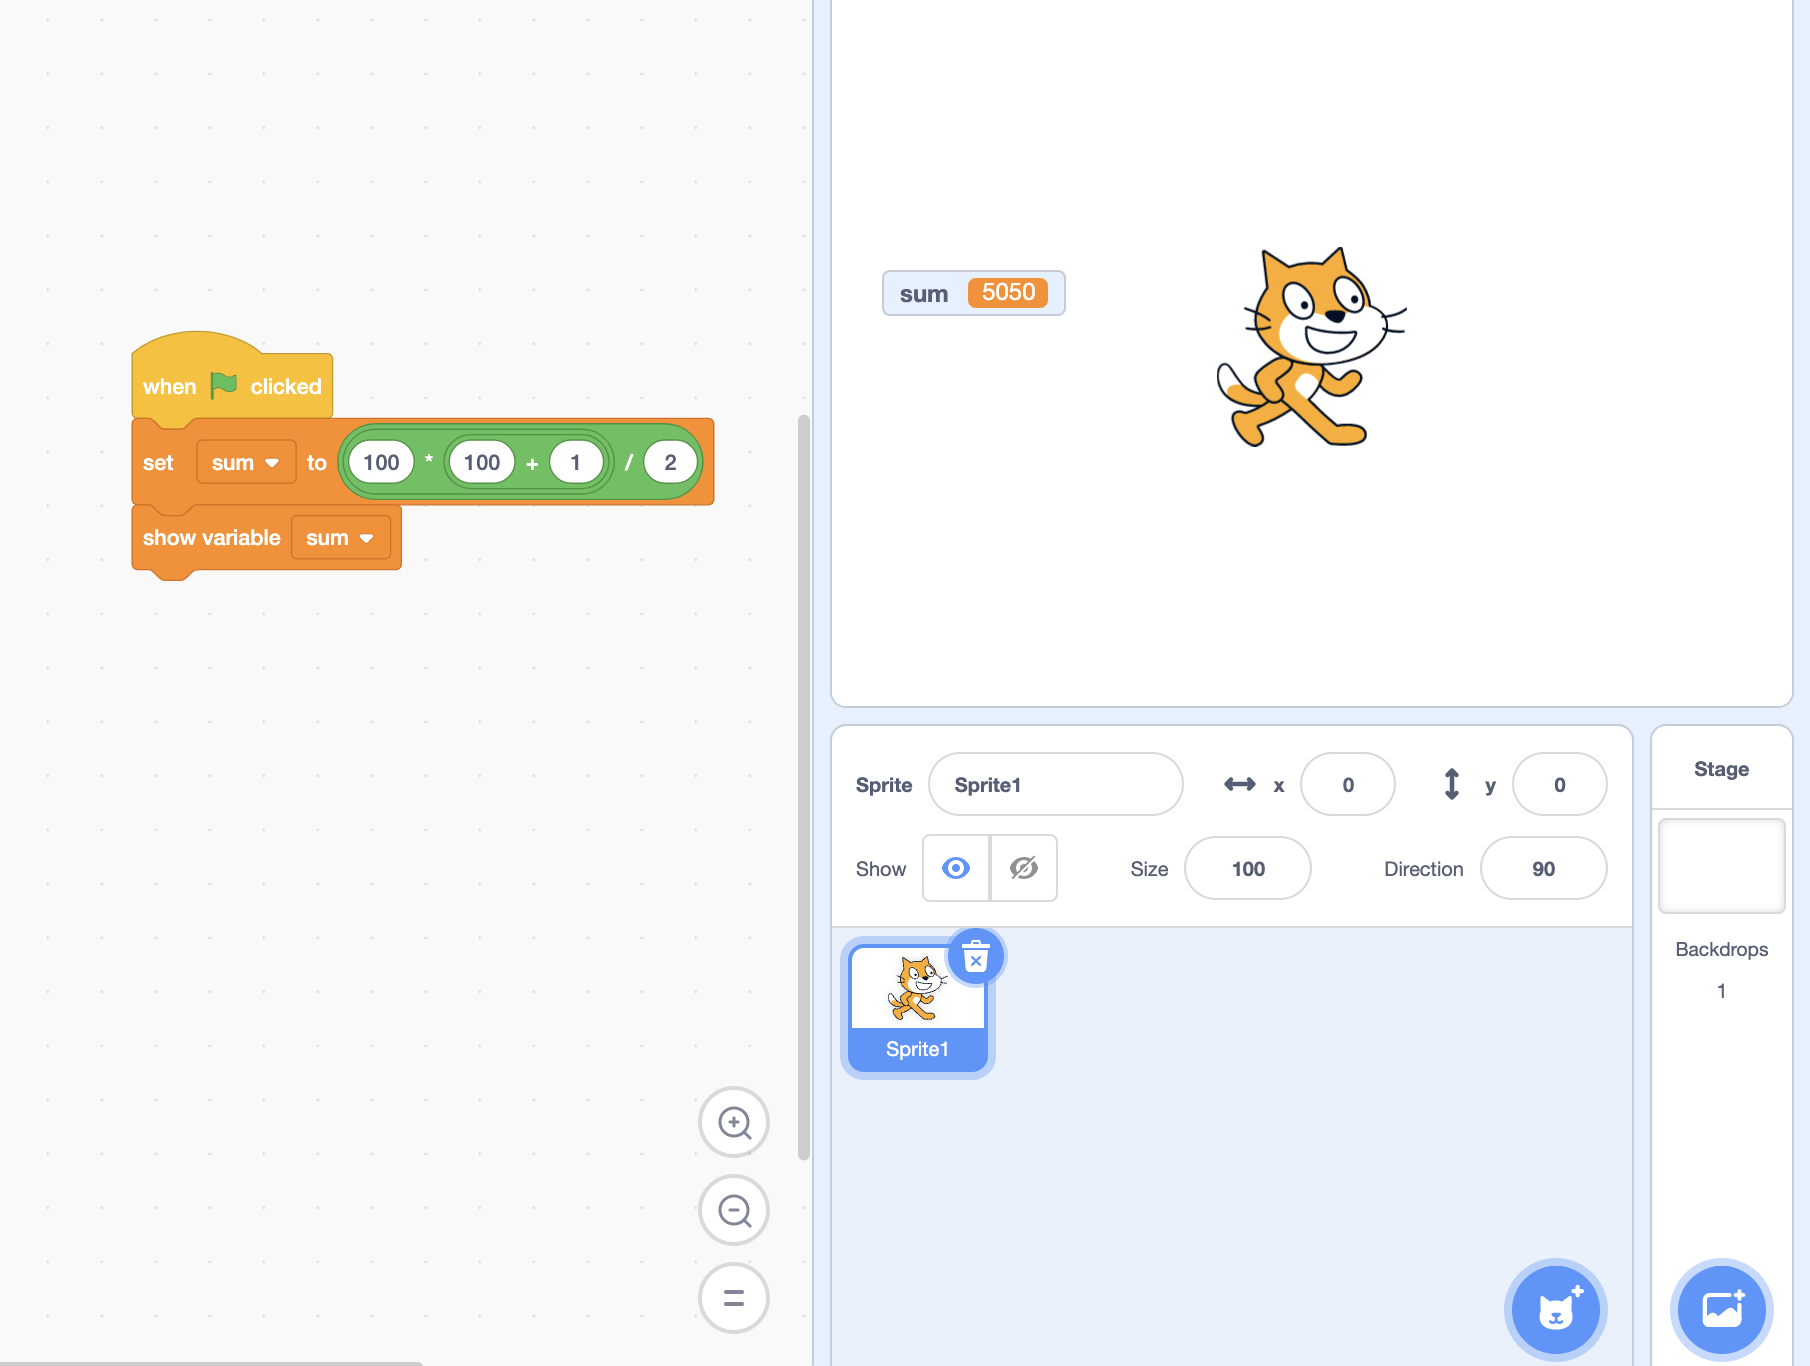 when clicked
set sum to 100 * 100 + 1 / 2
show variable sum
sum 5050
Sprite Sprite1 x 0 y 0
Show Size 100 Direction 90
Sprite1
Stage
Backdrops
1